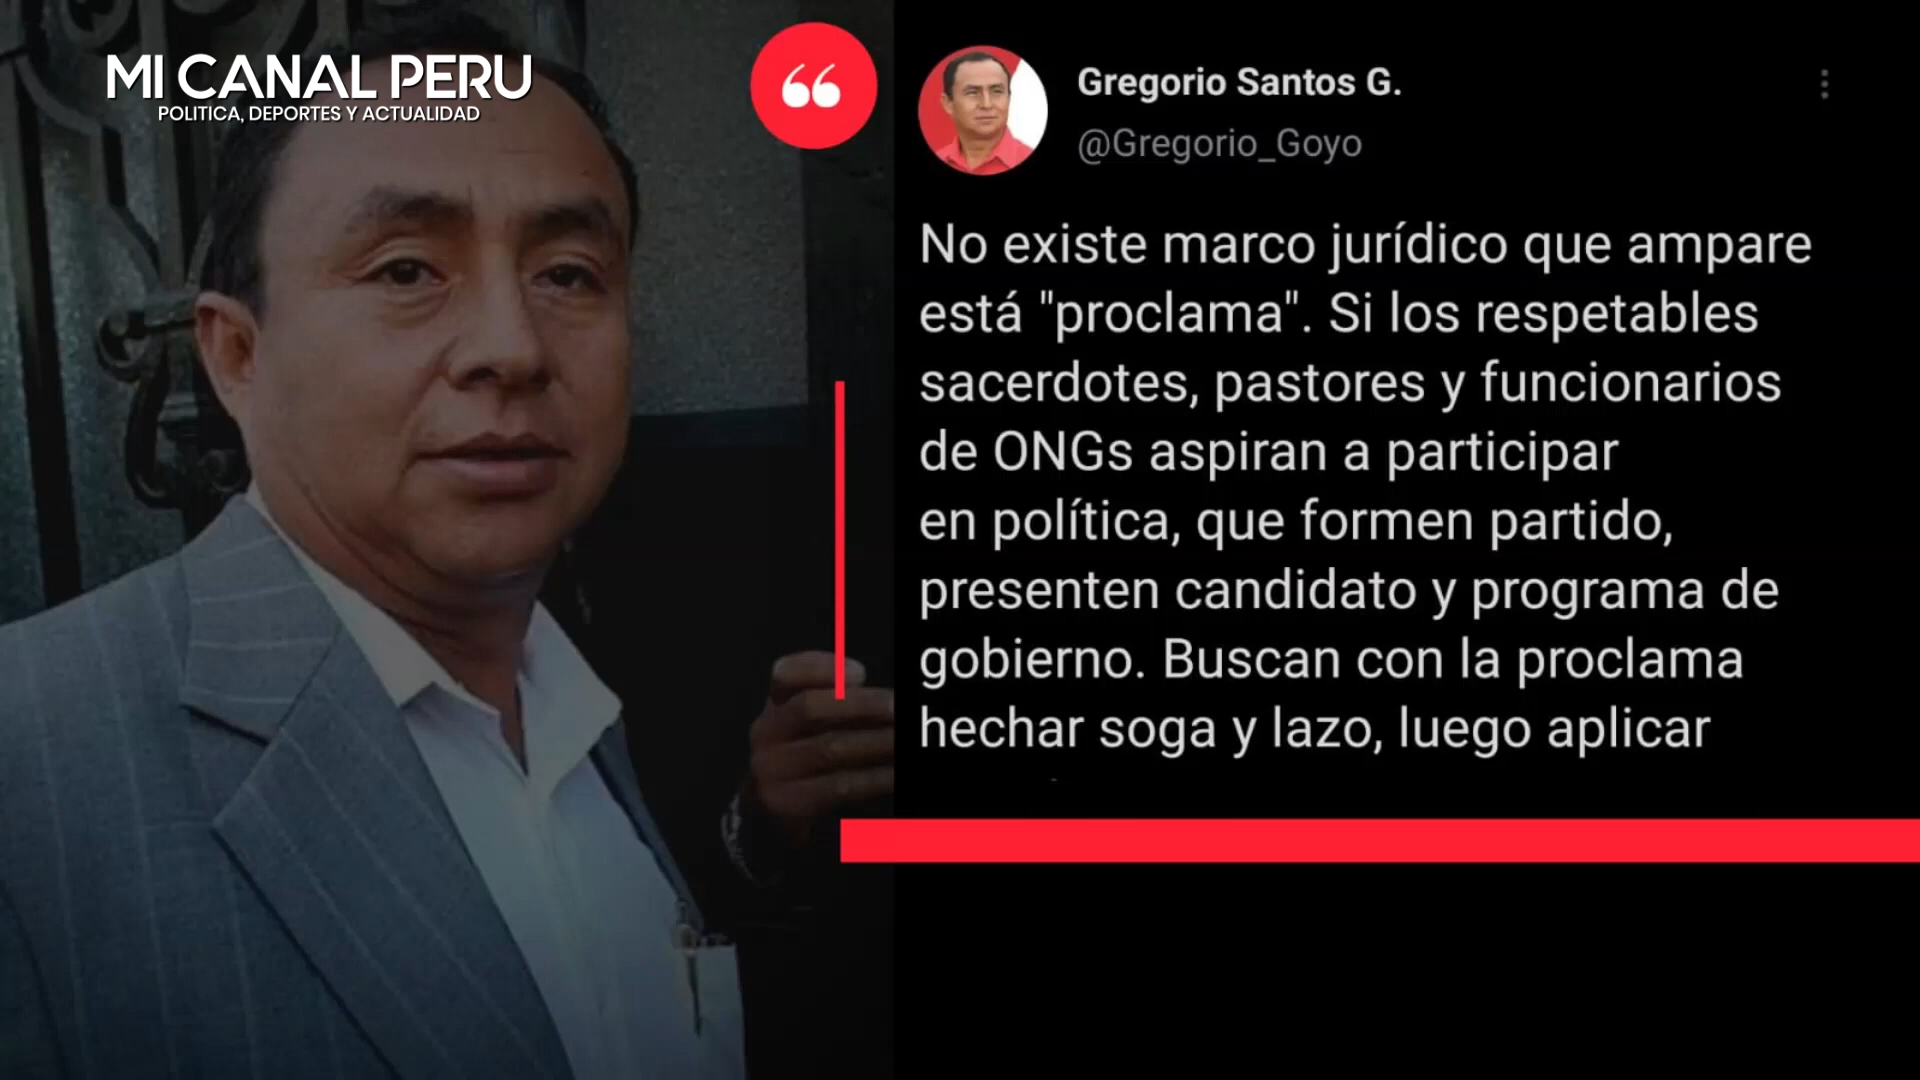 MI CANAL PERU
POLITICA, DEPORTES Y ACTUALIDAD
Gregorio Santos G.
@Gregorio_Goyo
No existe marco jurídico que ampare
está "proclama". Si los respetables
sacerdotes, pastores y funcionarios
de ONGs aspiran a participar
en política, que formen partido,
presenten candidato y programa de
gobierno. Buscan con la proclama
hechar soga y lazo, luego aplicar